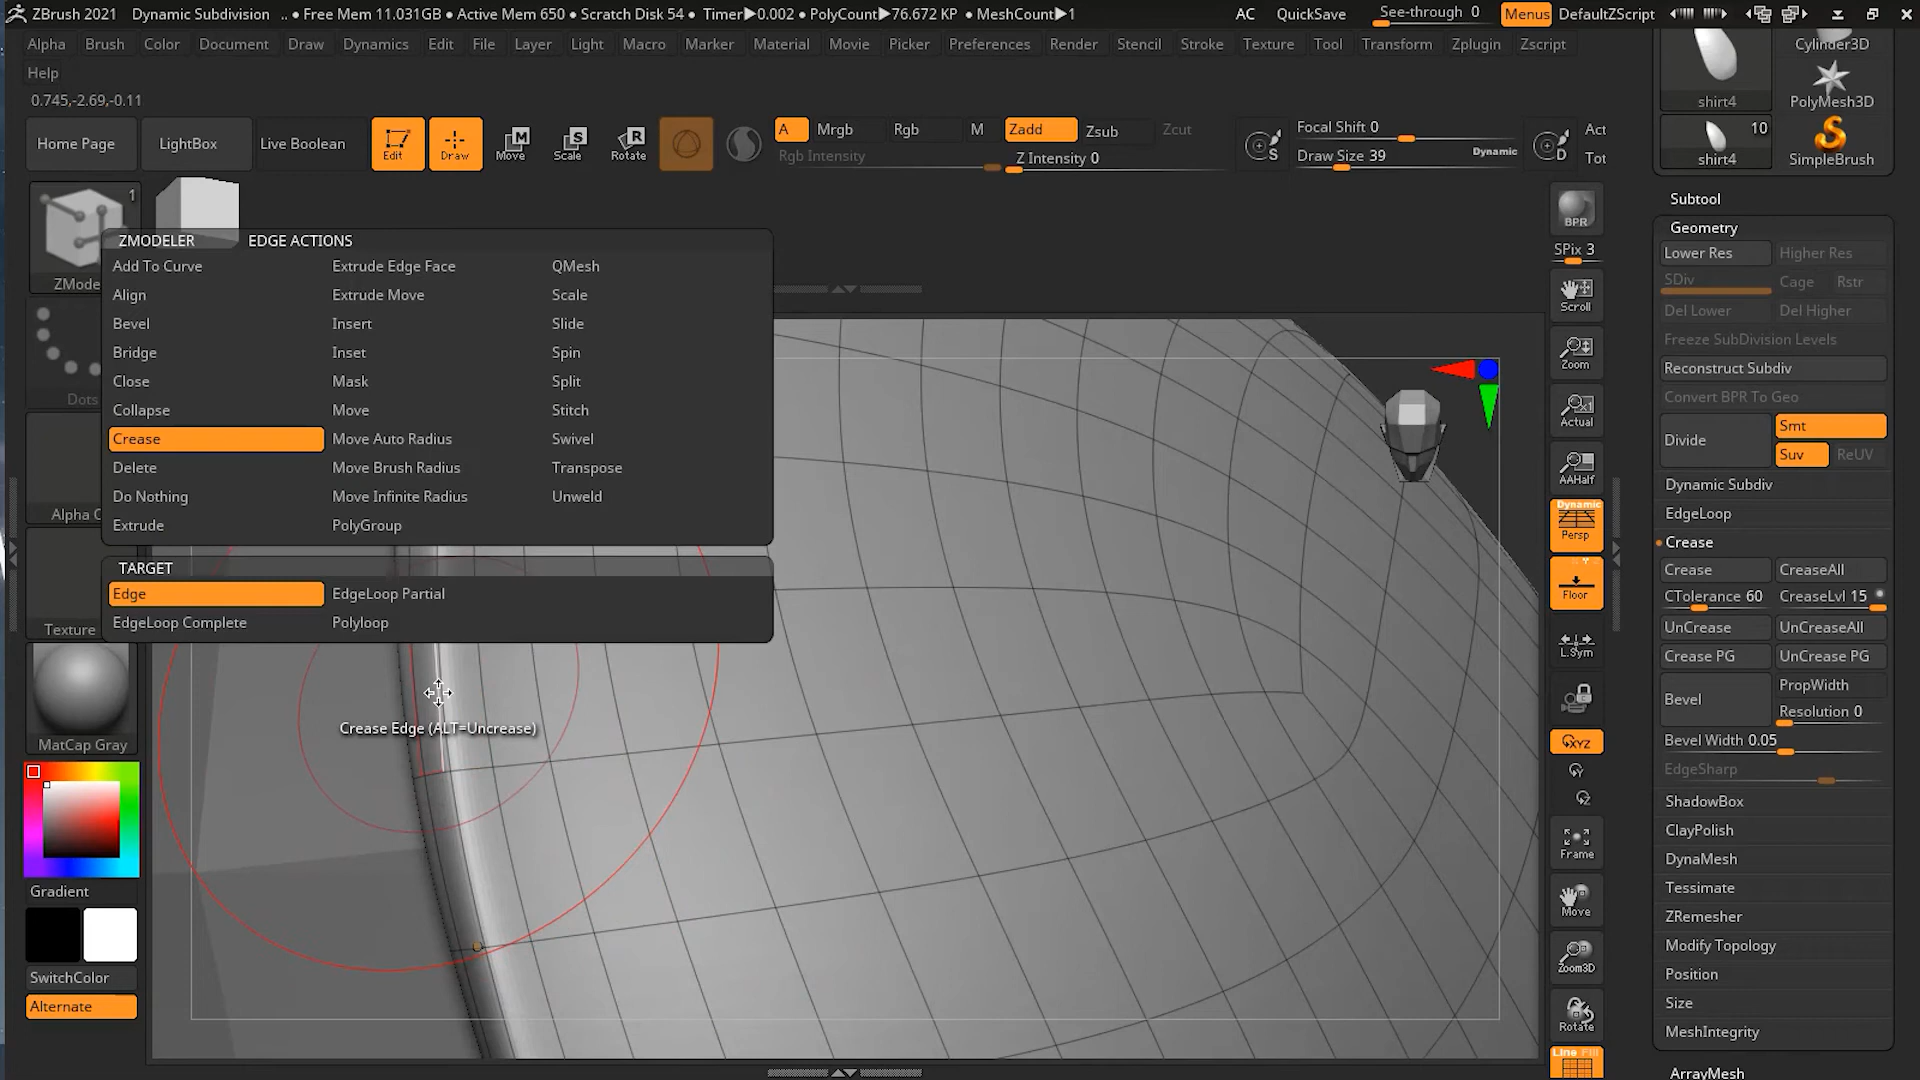 ZBrush 2021 Dynamic Subdivision .. • Free Mem 11.031GB • Active Mem 650 • Scratch Disk 54 • Timer▶0.002 • PolyCount▶76.672 KP • MeshCount▶1 AC QuickSave See-through 0 Menus DefaultZScript
Alpha Brush Color Document Draw Dynamics Edit File Layer Light Macro Marker Material Movie Picker Preferences Render Stencil Stroke Texture Tool Transform Zplugin Zscript
Help
0.745,-2.69,-0.11
Home Page LightBox Live Boolean Edit Draw Move Scale Rotate
M S R
A Mrgb Rgb M Zadd Zsub Zcut
Rgb Intensity Z Intensity 0
Focal Shift 0
Draw Size 39 Dynamic
S D
Act
Tot
1
ZMode
Dots
Alpha O
Texture
MatCap Gray
Gradient
SwitchColor
Alternate
ZMODELER EDGE ACTIONS
Add To Curve Extrude Edge Face QMesh
Align Extrude Move Scale
Bevel Insert Slide
Bridge Inset Spin
Close Mask Split
Collapse Move Stitch
Crease Move Auto Radius Swivel
Delete Move Brush Radius Transpose
Do Nothing Move Infinite Radius Unweld
Extrude PolyGroup
TARGET
Edge EdgeLoop Partial
EdgeLoop Complete Polyloop
Crease Edge (ALT=Uncrease)
BPR
SPix 3
Scroll
Zoom
Actual
AAHalf
Dynamic
Persp
Floor
L.Sym
XYZ
Y
Z
Frame
Move
Zoom3D
Rotate
Line Fill
Cylinder3D
shirt4 PolyMesh3D
10
shirt4 SimpleBrush
Subtool
Geometry
Lower Res Higher Res
SDiv Cage Rstr
Del Lower Del Higher
Freeze SubDivision Levels
Reconstruct Subdiv
Convert BPR To Geo
Divide Smt
Suv ReUV
Dynamic Subdiv
EdgeLoop
Crease
Crease CreaseAll
CTolerance 60 CreaseLvl 15
UnCrease UnCreaseAll
Crease PG UnCrease PG
Bevel PropWidth
Resolution 0
Bevel Width 0.05
EdgeSharp
ShadowBox
ClayPolish
DynaMesh
Tessimate
ZRemesher
Modify Topology
Position
Size
MeshIntegrity
ArrayMesh